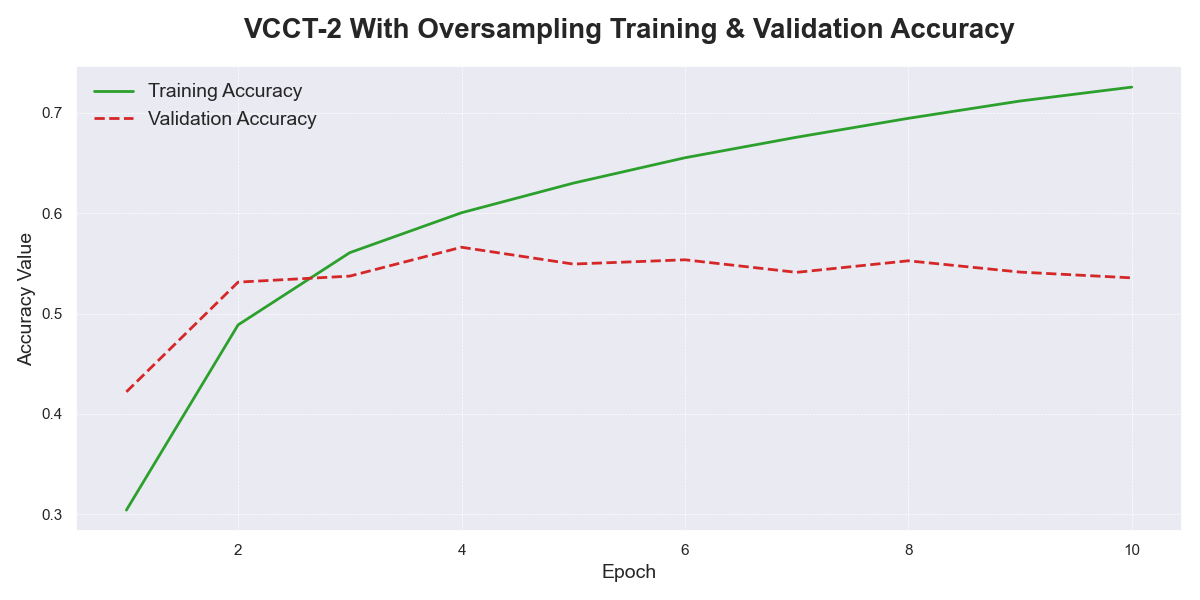 VCCT-2 With Oversampling Training & Validation Accuracy
Training Accuracy
Validation Accuracy
0.7
0.6
0.5
0.4
0.3
Accuracy Value
2 4 6 8 10
Epoch